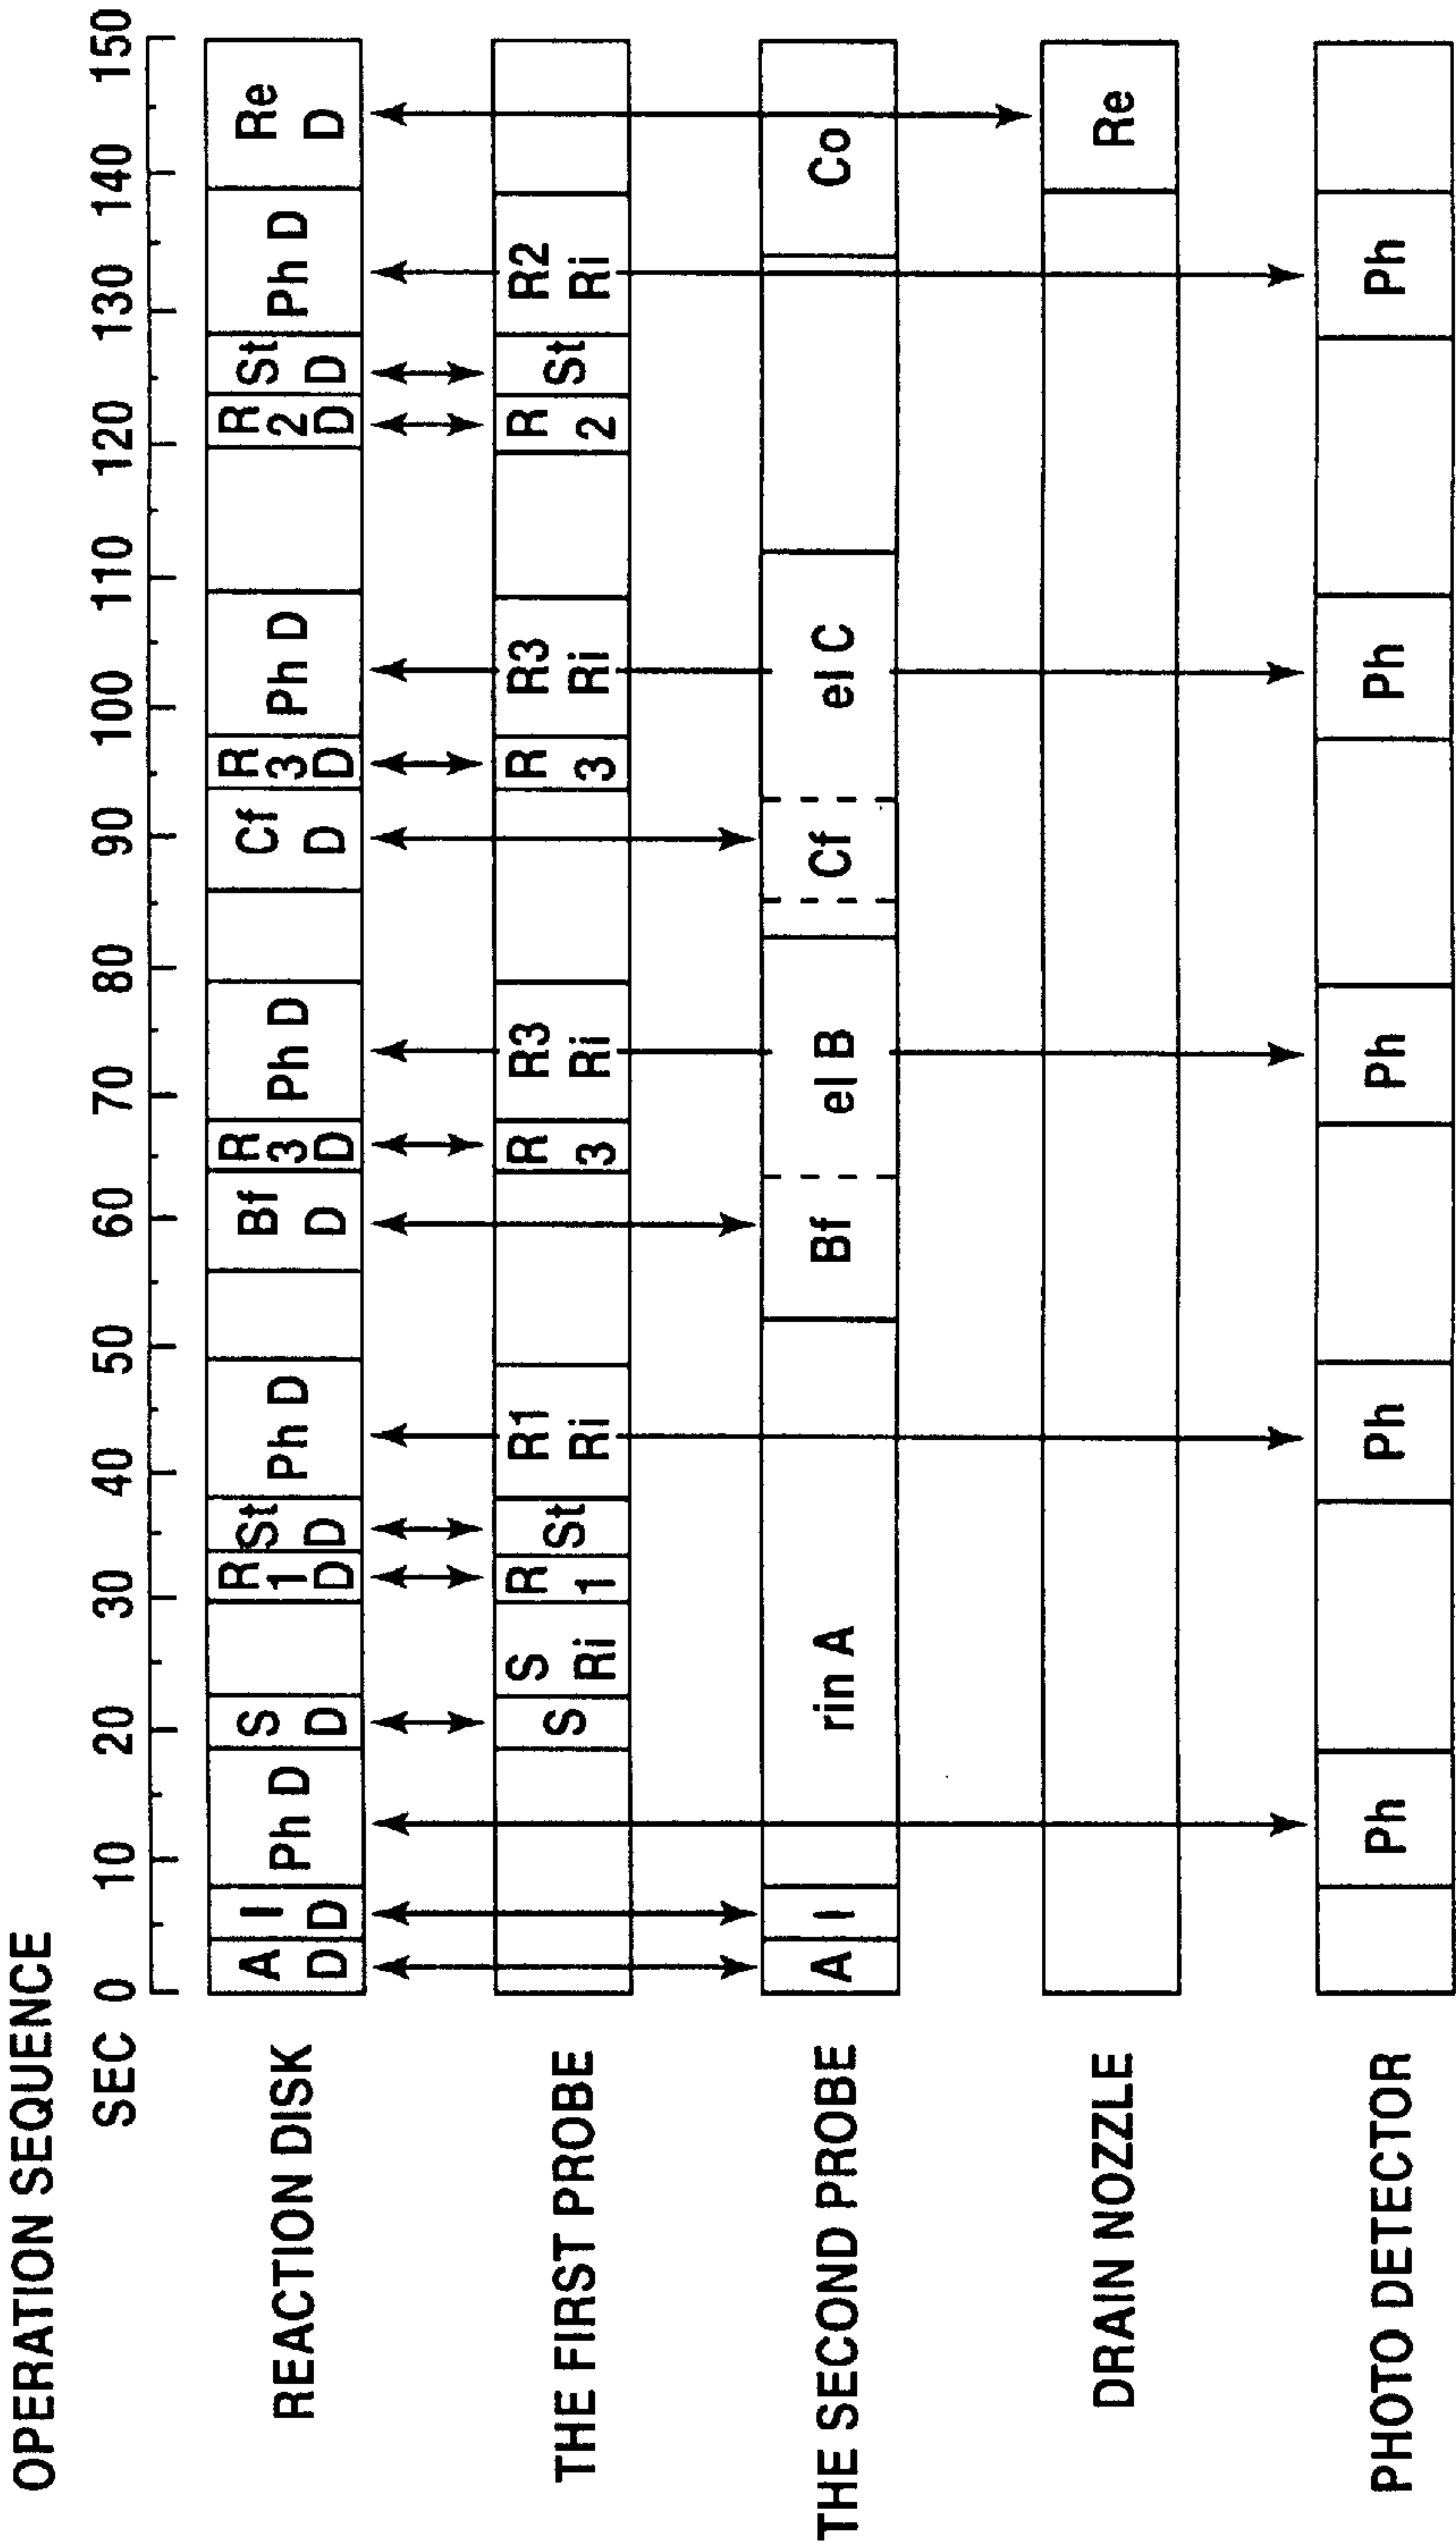 OPERATION SEQUENCE
SEC 0 10 20 30 40 50 60 70 80 90 100 110 120 130 140 150
REACTION DISK
A D
I D
Ph D
S D
R 1 D
St D
Ph D
Bf D
R 3 D
Ph D
Cf D
R 3 D
Ph D
R 2 D
St D
Ph D
Re D
THE FIRST PROBE
S
S Ri
R 1
St
R1 Ri
R 3
R3 Ri
R 3
R3 Ri
R 2
St
R2 Ri
THE SECOND PROBE
A
I
rin A
Bf
el B
Cf
el C
Co
DRAIN NOZZLE
Re
PHOTO DETECTOR
Ph
Ph
Ph
Ph
Ph